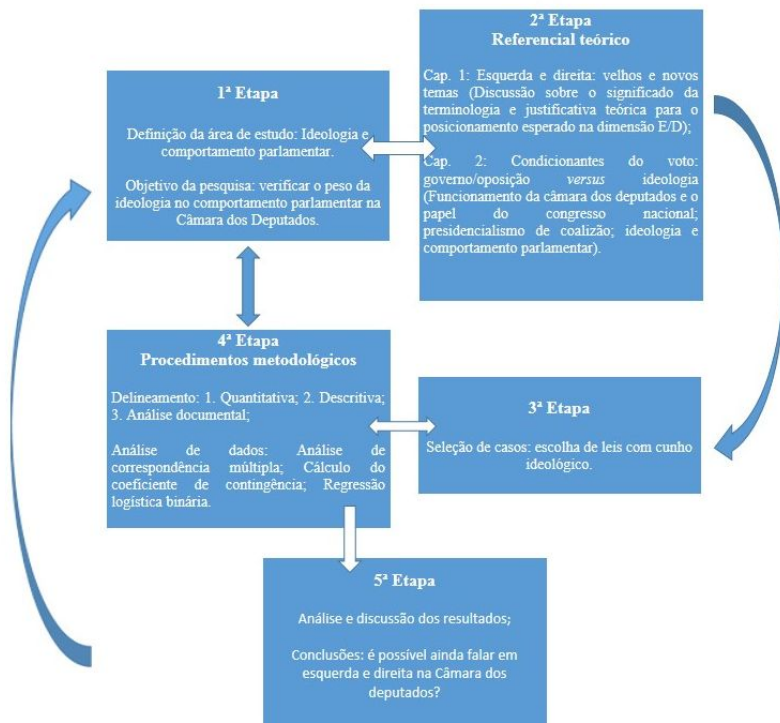 1ª Etapa
Definição da área de estudo: Ideologia e
comportamento parlamentar.
Objetivo da pesquisa: verificar o peso da
ideologia no comportamento parlamentar na
Câmara dos Deputados.
2ª Etapa
Referencial teórico
Cap. 1: Esquerda e direita: velhos e novos
temas (Discussão sobre o significado da
terminologia e justificativa teórica para o
posicionamento esperado na dimensão E/D);
Cap. 2: Condicionantes do voto:
governo/oposição versus ideologia
(Funcionamento da câmara dos deputados e o
papel do congresso nacional;
presidencialismo de coalizão; ideologia e
comportamento parlamentar).
3ª Etapa
Seleção de casos: escolha de leis com cunho
ideológico.
4ª Etapa
Procedimentos metodológicos
Delineamento: 1. Quantitativa; 2. Descritiva;
3. Análise documental;
Análise de dados: Análise de
correspondência múltipla; Cálculo do
coeficiente de contingência; Regressão
logística binária.
5ª Etapa
Análise e discussão dos resultados;
Conclusões: é possível ainda falar em
esquerda e direita na Câmara dos
deputados?